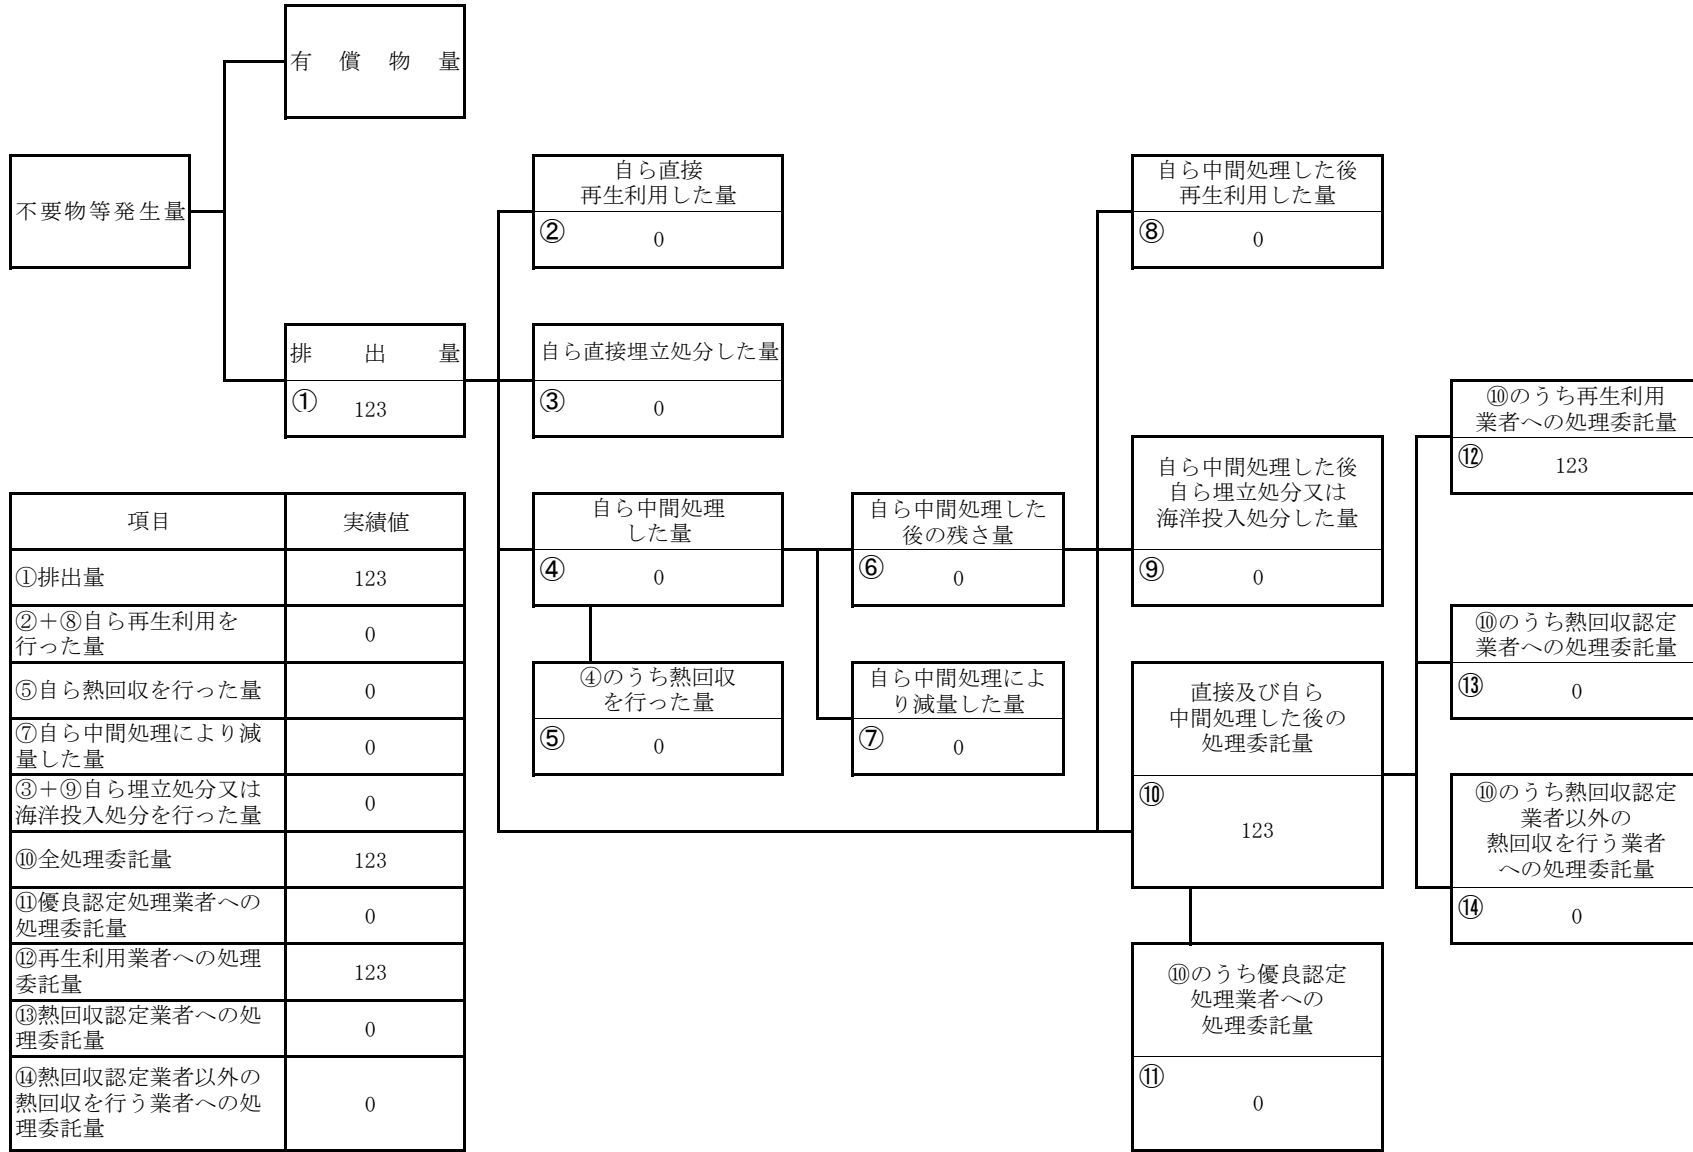 有償物量
不要物等発生量
排出量
① 123
自ら直接
再生利用した量
② 0
自ら直接埋立処分した量
③ 0
自ら中間処理
した量
④ 0
④のうち熱回収
を行った量
⑤ 0
自ら中間処理した
後の残さ量
⑥ 0
自ら中間処理によ
り減量した量
⑦ 0
自ら中間処理した後
再生利用した量
⑧ 0
自ら中間処理した後
自ら埋立処分又は
海洋投入処分した量
⑨ 0
直接及び自ら
中間処理した後の
処理委託量
⑩
123
⑩のうち優良認定
処理業者への
処理委託量
⑪
0
⑩のうち再生利用
業者への処理委託量
⑫ 123
⑩のうち熱回収認定
業者への処理委託量
⑬ 0
⑩のうち熱回収認定
業者以外の
熱回収を行う業者
への処理委託量
⑭ 0
項目 実績値
①排出量 123
②＋⑧自ら再生利用を
行った量 0
⑤自ら熱回収を行った量 0
⑦自ら中間処理により減
量した量 0
③＋⑨自ら埋立処分又は
海洋投入処分を行った量 0
⑩全処理委託量 123
⑪優良認定処理業者への
処理委託量 0
⑫再生利用業者への処理
委託量 123
⑬熱回収認定業者への処
理委託量 0
⑭熱回収認定業者以外の
熱回収を行う業者への処
理委託量 0